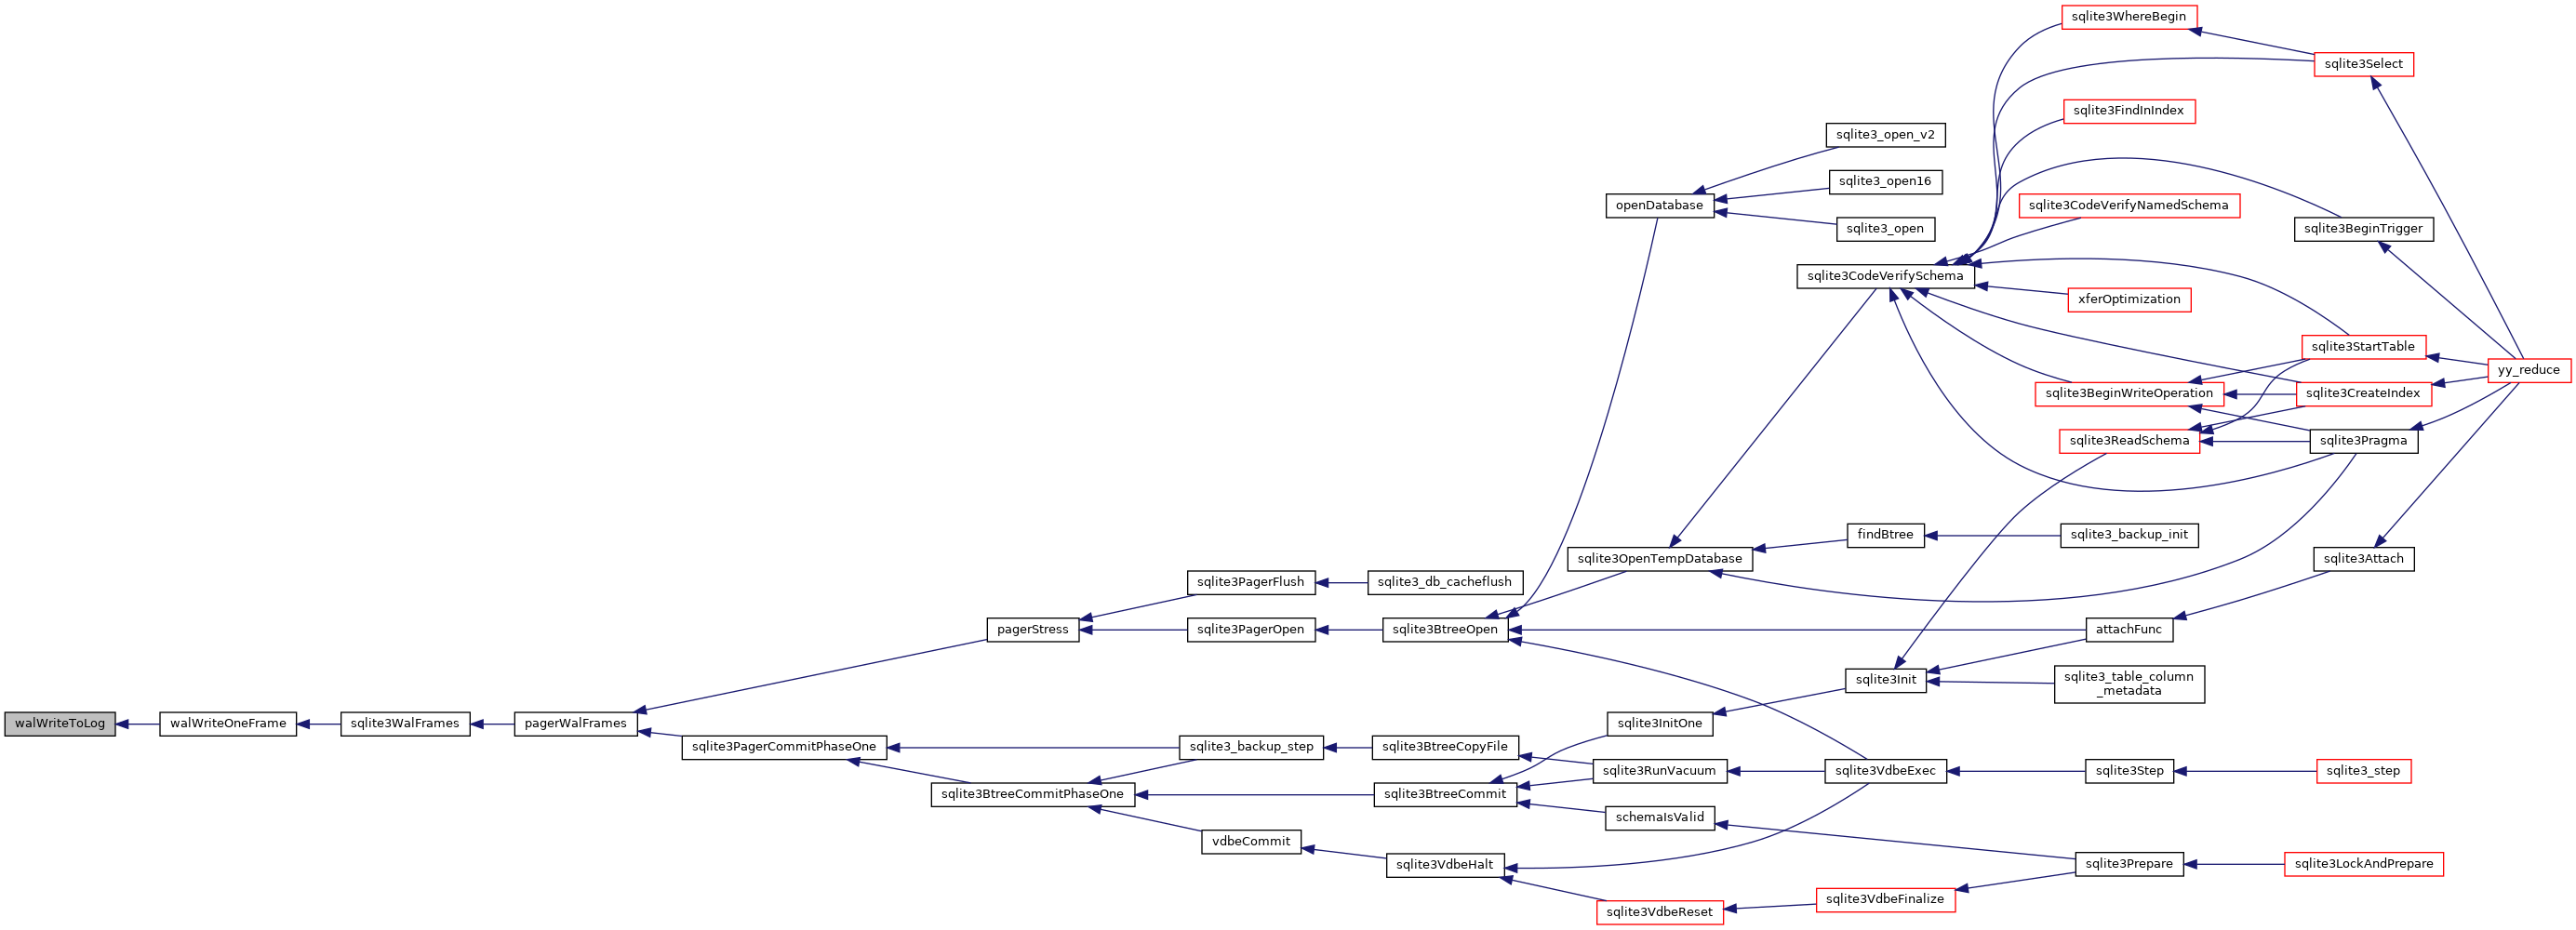 sqlite3WhereBegin
sqlite3Select
sqlite3FindInIndex
sqlite3_open_v2
sqlite3_open16
openDatabase
sqlite3CodeVerifyNamedSchema
sqlite3_open
sqlite3BeginTrigger
sqlite3CodeVerifySchema
xferOptimization
sqlite3StartTable
yy_reduce
sqlite3BeginWriteOperation
sqlite3CreateIndex
sqlite3ReadSchema
sqlite3Pragma
findBtree
sqlite3_backup_init
sqlite3OpenTempDatabase
sqlite3Attach
sqlite3PagerFlush
sqlite3_db_cacheflush
pagerStress
sqlite3PagerOpen
sqlite3BtreeOpen
attachFunc
sqlite3Init
sqlite3_table_column
_metadata
walWriteToLog
walWriteOneFrame
sqlite3WalFrames
pagerWalFrames
sqlite3InitOne
sqlite3PagerCommitPhaseOne
sqlite3_backup_step
sqlite3BtreeCopyFile
sqlite3RunVacuum
sqlite3VdbeExec
sqlite3Step
sqlite3_step
sqlite3BtreeCommitPhaseOne
sqlite3BtreeCommit
schemaIsValid
vdbeCommit
sqlite3VdbeHalt
sqlite3Prepare
sqlite3LockAndPrepare
sqlite3VdbeFinalize
sqlite3VdbeReset